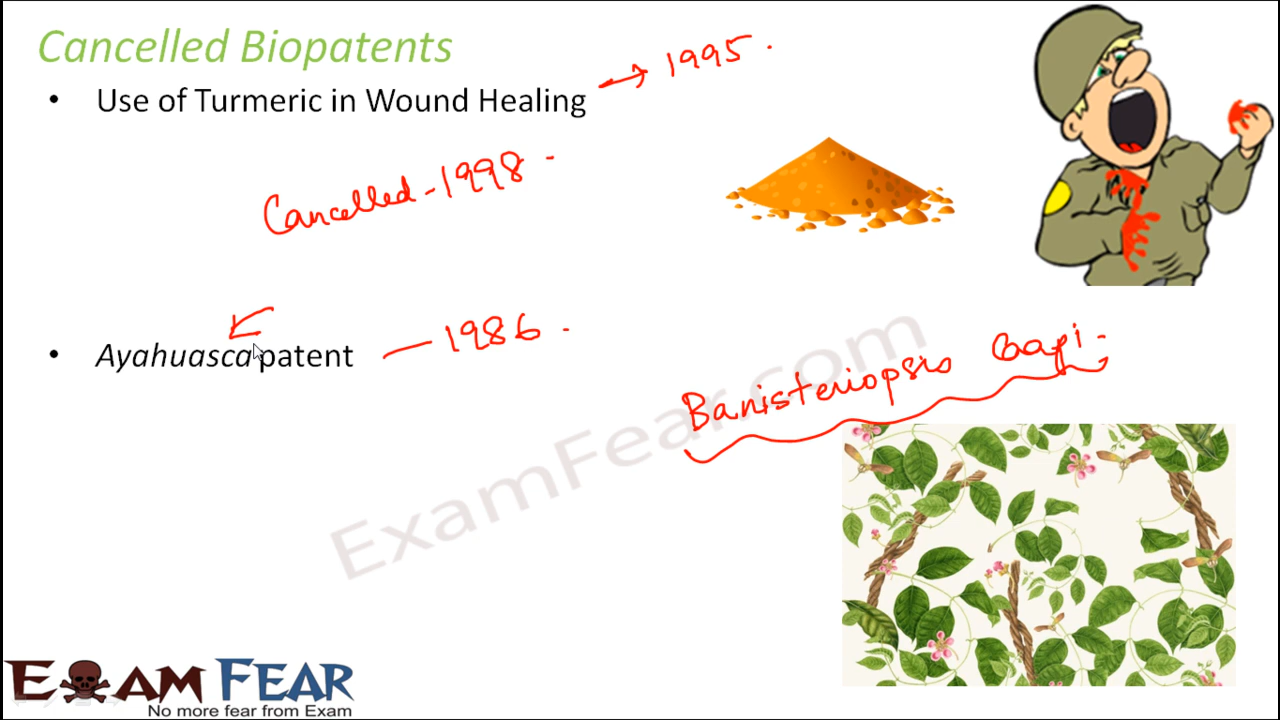 Cancelled Biopatents
• Use of Turmeric in Wound Healing → 1995.
Cancelled - 1998.
• Ayahuasca patent — 1986.
Banisteriopsis Caapi.
ExamFear.com
EXAM FEAR
No more fear from Exam